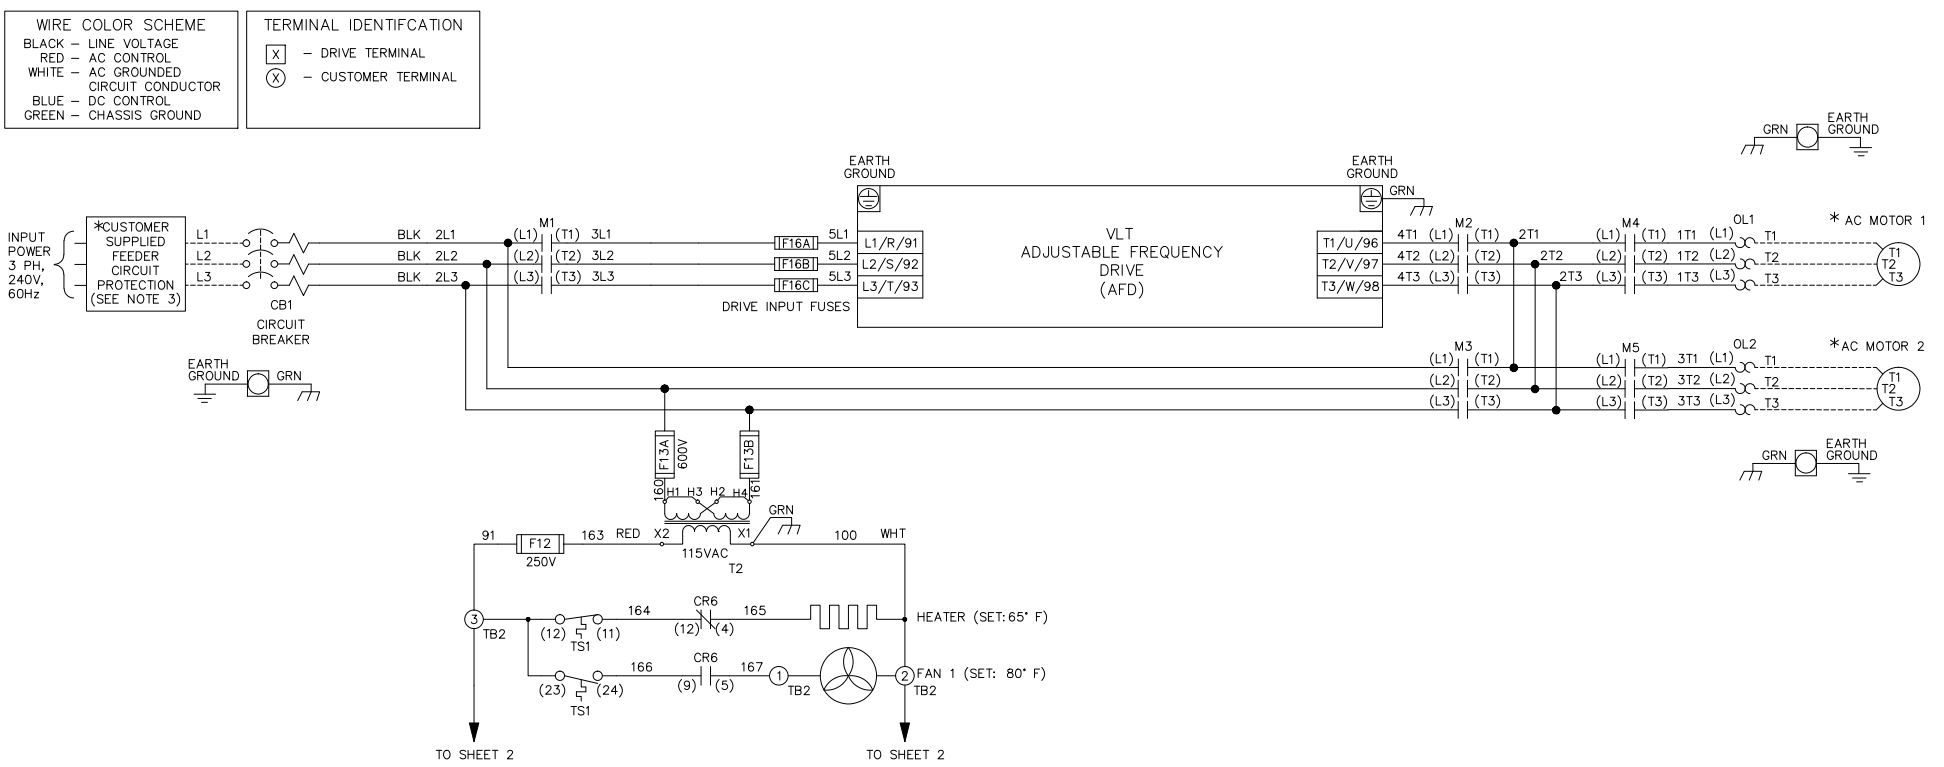 WIRE COLOR SCHEME
BLACK – LINE VOLTAGE
RED – AC CONTROL
WHITE – AC GROUNDED
CIRCUIT CONDUCTOR
BLUE – DC CONTROL
GREEN – CHASSIS GROUND
TERMINAL IDENTIFCATION
X – DRIVE TERMINAL
X – CUSTOMER TERMINAL
GRN
EARTH
GROUND
EARTH
GROUND
EARTH
GROUND
GRN
INPUT
POWER
3 PH,
240V,
60Hz
*CUSTOMER
SUPPLIED
FEEDER
CIRCUIT
PROTECTION
(SEE NOTE 3)
L1
L2
L3
CB1
CIRCUIT
BREAKER
BLK 2L1
BLK 2L2
BLK 2L3
M1
(L1) (T1) 3L1
(L2) (T2) 3L2
(L3) (T3) 3L3
F16A 5L1
F16B 5L2
F16C 5L3
DRIVE INPUT FUSES
L1/R/91
L2/S/92
L3/T/93
VLT
ADJUSTABLE FREQUENCY
DRIVE
(AFD)
T1/U/96
T2/V/97
T3/W/98
M2
4T1 (L1) (T1) 2T1
4T2 (L2) (T2) 2T2
4T3 (L3) (T3) 2T3
M4
(L1) (T1) 1T1 (L1)
(L2) (T2) 1T2 (L2)
(L3) (T3) 1T3 (L3)
OL1
T1
T2
T3
* AC MOTOR 1
T1
T2
T3
M3
(L1) (T1)
(L2) (T2)
(L3) (T3)
M5
(L1) (T1) 3T1 (L1)
(L2) (T2) 3T2 (L2)
(L3) (T3) 3T3 (L3)
OL2
T1
T2
T3
*AC MOTOR 2
T1
T2
T3
EARTH
GROUND
GRN
GRN
EARTH
GROUND
F13A
600V
F13B
160
161
H1 H3 H2 H4
GRN
91
F12
250V
163 RED X2
X1
115VAC
T2
100 WHT
3
TB2
(12) (11)
TS1
164
CR6
(12) (4)
165
HEATER (SET:65° F)
(23) (24)
TS1
166
CR6
(9) (5)
167
1
TB2
2
TB2
FAN 1 (SET: 80° F)
TO SHEET 2
TO SHEET 2